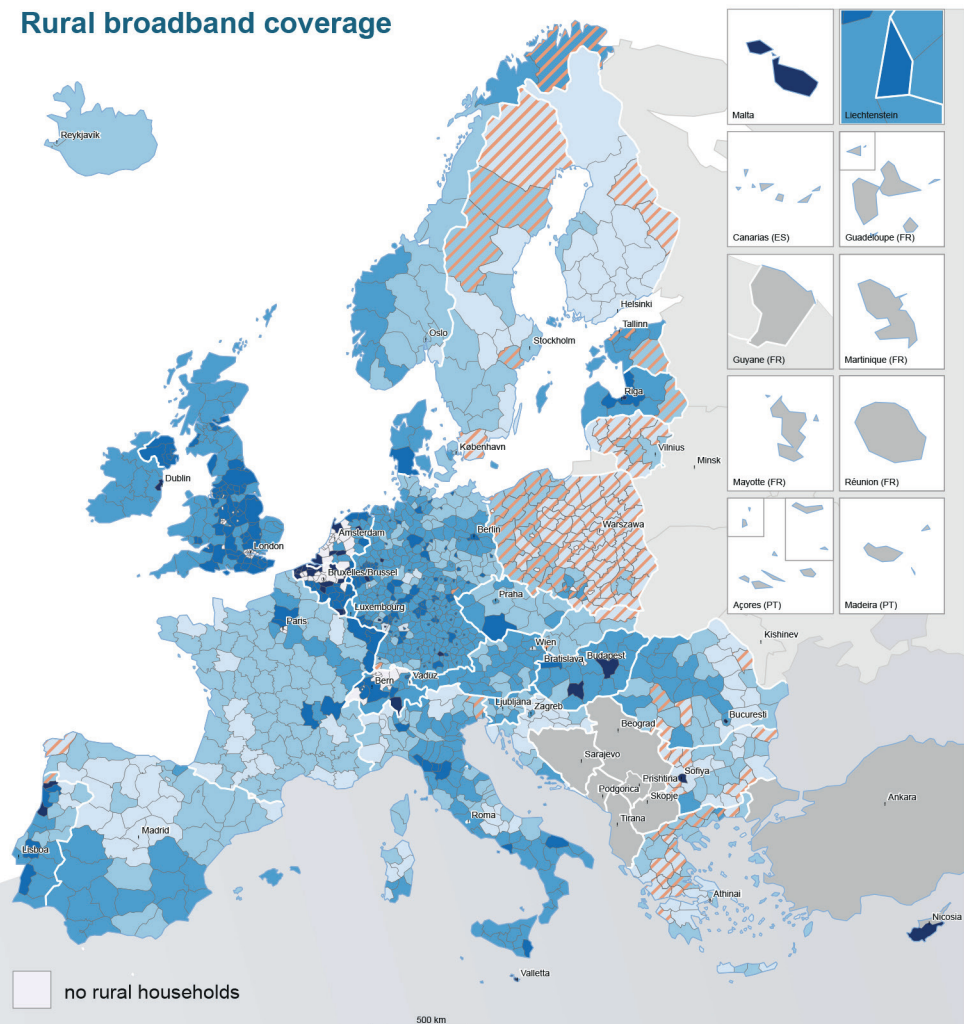 Rural broadband coverage
Reykjavik
Malta
Liechtenstein
Canarias (ES)
Guadeloupe (FR)
Guyane (FR)
Martinique (FR)
Mayotte (FR)
Réunion (FR)
Açores (PT)
Madeira (PT)
Helsinki
Tallinn
Oslo
Stockholm
Riga
København
Vilnius
Minsk
Dublin
London
Amsterdam
Berlin
Warszawa
Bruxelles/Brussel
Luxembourg
Praha
Paris
Kishinev
Wien
Bratislava
Budapest
Bern
Vaduz
Ljubljana
Zagreb
Bucuresti
Beograd
Sarajevo
Sofiya
Prishtina
Podgorica
Skopje
Tirana
Ankara
Madrid
Roma
Lisboa
Athinai
Nicosia
Valletta
no rural households
500 km